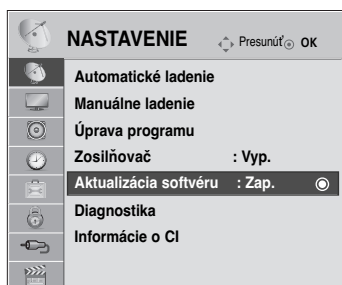 NASTAVENIE Presunúť OK
Automatické ladenie
Manuálne ladenie
Úprava programu
Zosilňovač : Vyp.
Aktualizácia softvéru : Zap.
Diagnostika
Informácie o CI